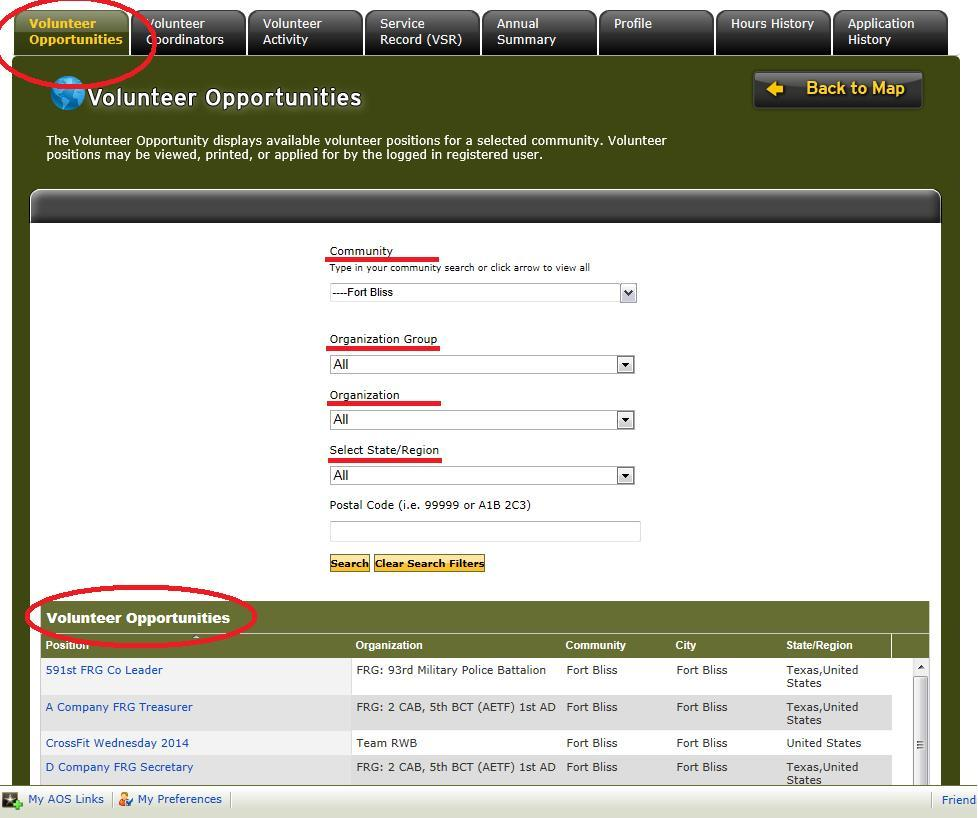 Volunteer Opportunities
Volunteer Coordinators
Volunteer Activity
Service Record (VSR)
Annual Summary
Profile
Hours History
Application History
Volunteer Opportunities
Back to Map
The Volunteer Opportunity displays available volunteer positions for a selected community. Volunteer
positions may be viewed, printed, or applied for by the logged in registered user.
Community
Type in your community search or click arrow to view all
----Fort Bliss
Organization Group
All
Organization
All
Select State/Region
All
Postal Code (i.e. 99999 or A1B 2C3)
Search Clear Search Filters
Volunteer Opportunities
Position Organization Community City State/Region
591st FRG Co Leader FRG: 93rd Military Police Battalion Fort Bliss Fort Bliss Texas,United
States
A Company FRG Treasurer FRG: 2 CAB, 5th BCT (AETF) 1st AD Fort Bliss Fort Bliss Texas,United
States
CrossFit Wednesday 2014 Team RWB Fort Bliss Fort Bliss United States
D Company FRG Secretary FRG: 2 CAB, 5th BCT (AETF) 1st AD Fort Bliss Fort Bliss Texas,United
States
My AOS Links My Preferences Friend